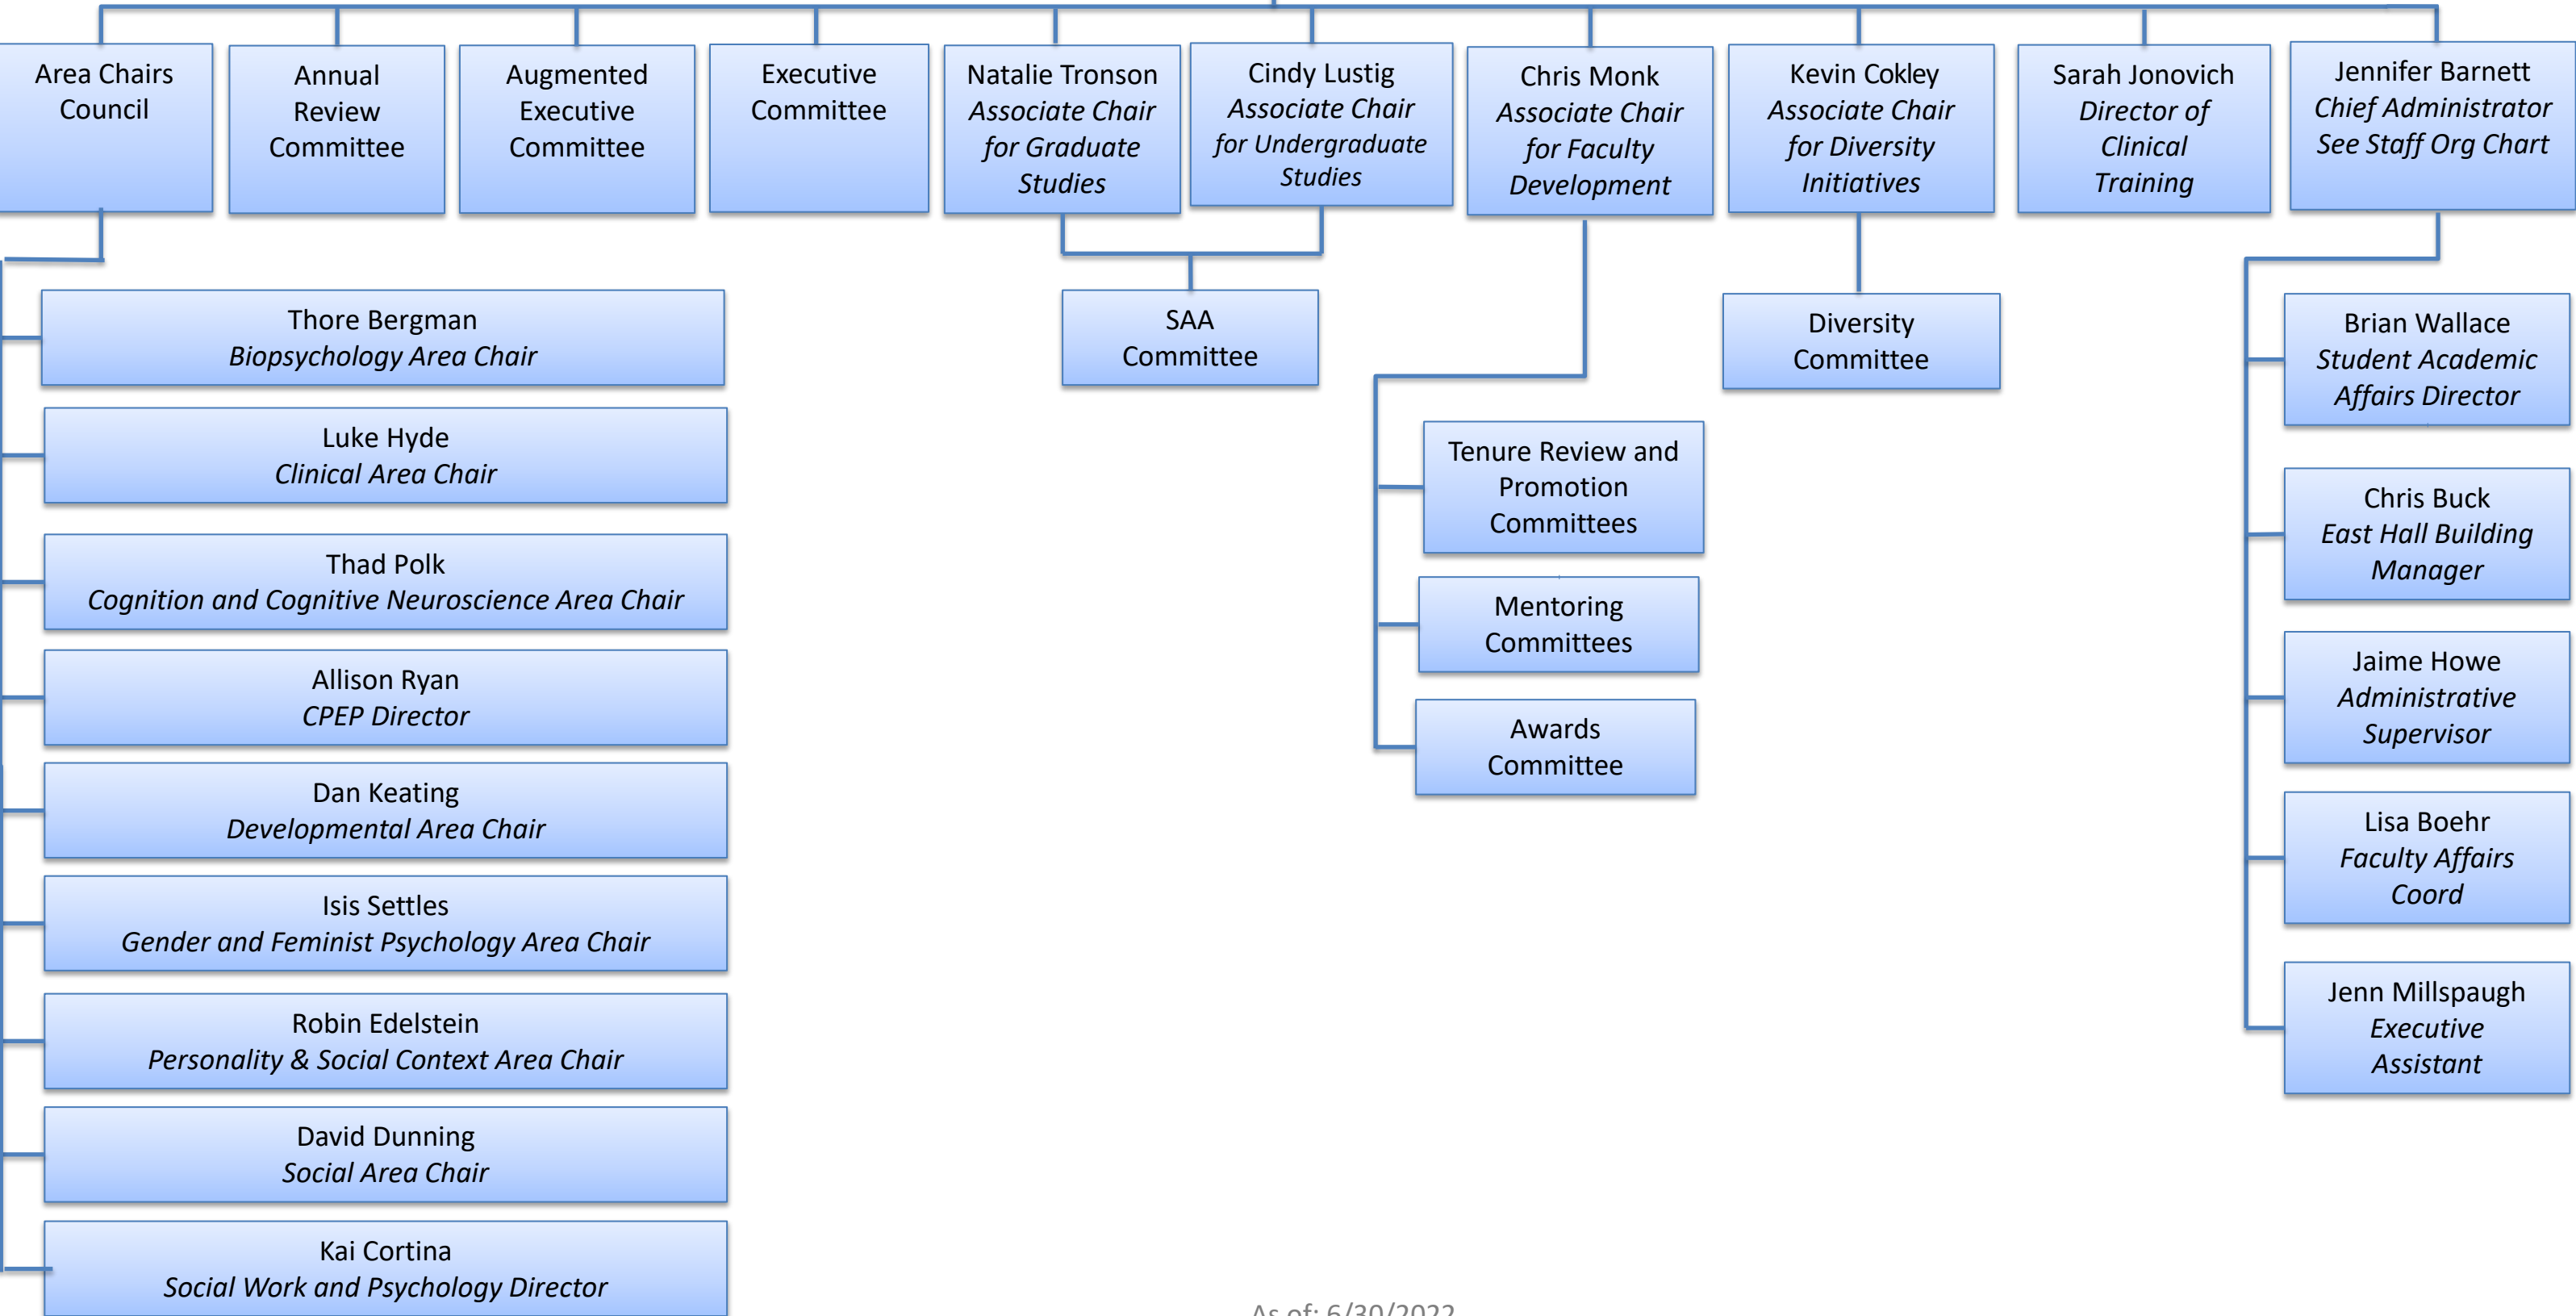 Area Chairs
Council
Annual
Review
Committee
Augmented
Executive
Committee
Executive
Committee
Natalie Tronson
Associate Chair
for Graduate
Studies
Cindy Lustig
Associate Chair
for Undergraduate
Studies
Chris Monk
Associate Chair
for Faculty
Development
Kevin Cokley
Associate Chair
for Diversity
Initiatives
Sarah Jonovich
Director of
Clinical
Training
Jennifer Barnett
Chief Administrator
See Staff Org Chart
Thore Bergman
Biopsychology Area Chair
Luke Hyde
Clinical Area Chair
Thad Polk
Cognition and Cognitive Neuroscience Area Chair
Allison Ryan
CPEP Director
Dan Keating
Developmental Area Chair
Isis Settles
Gender and Feminist Psychology Area Chair
Robin Edelstein
Personality & Social Context Area Chair
David Dunning
Social Area Chair
Kai Cortina
Social Work and Psychology Director
SAA
Committee
Tenure Review and
Promotion
Committees
Mentoring
Committees
Awards
Committee
Diversity
Committee
Brian Wallace
Student Academic
Affairs Director
Chris Buck
East Hall Building
Manager
Jaime Howe
Administrative
Supervisor
Lisa Boehr
Faculty Affairs
Coord
Jenn Millspaugh
Executive
Assistant
As of: 6/30/2022